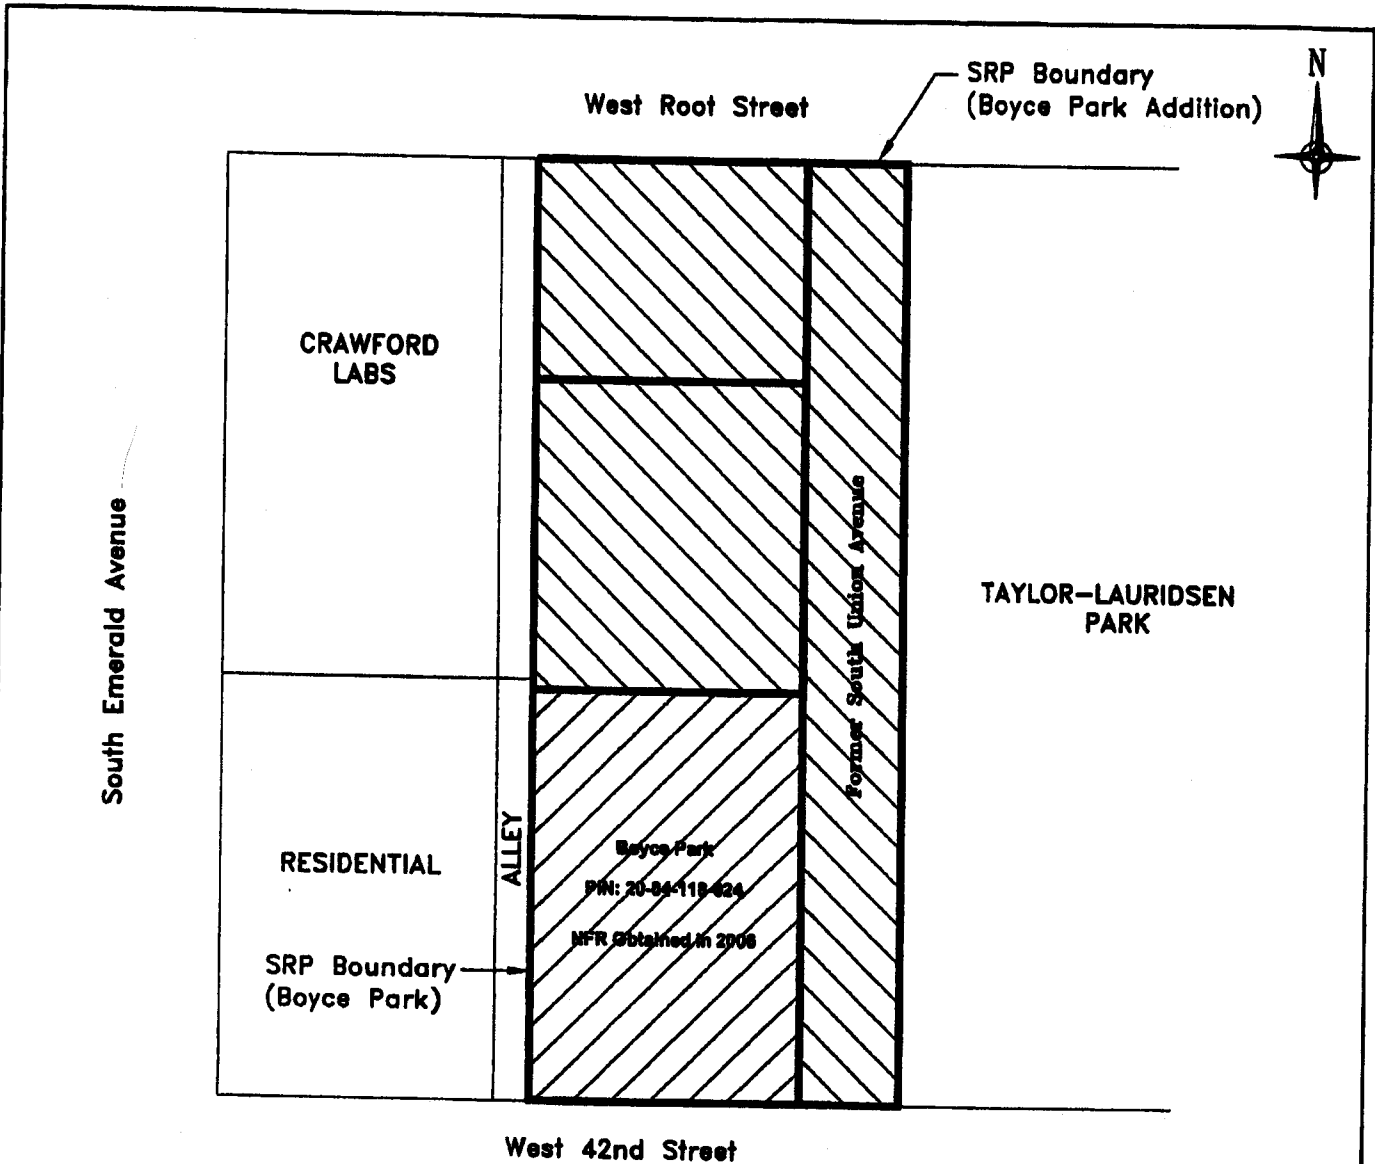 N
SRP Boundary
(Boyce Park Addition)
West Root Street
CRAWFORD
LABS
South Emerald Avenue
Former South Union Avenue
TAYLOR-LAURIDSEN
PARK
ALLEY
RESIDENTIAL
Boyce Park
PIN:
NFR Obtained in
SRP Boundary
(Boyce Park)
West 42nd Street